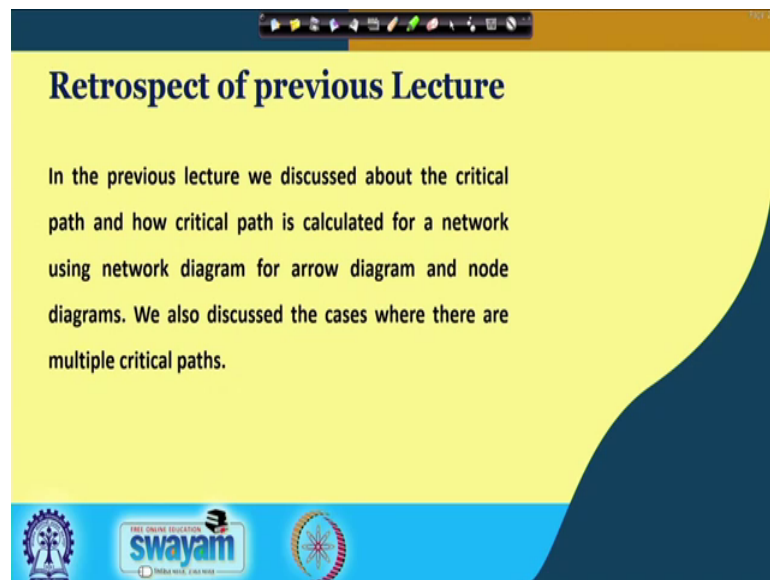 Retrospect of previous Lecture
In the previous lecture we discussed about the critical
path and how critical path is calculated for a network
using network diagram for arrow diagram and node
diagrams. We also discussed the cases where there are
multiple critical paths.
FREE ONLINE EDUCATION
swayam